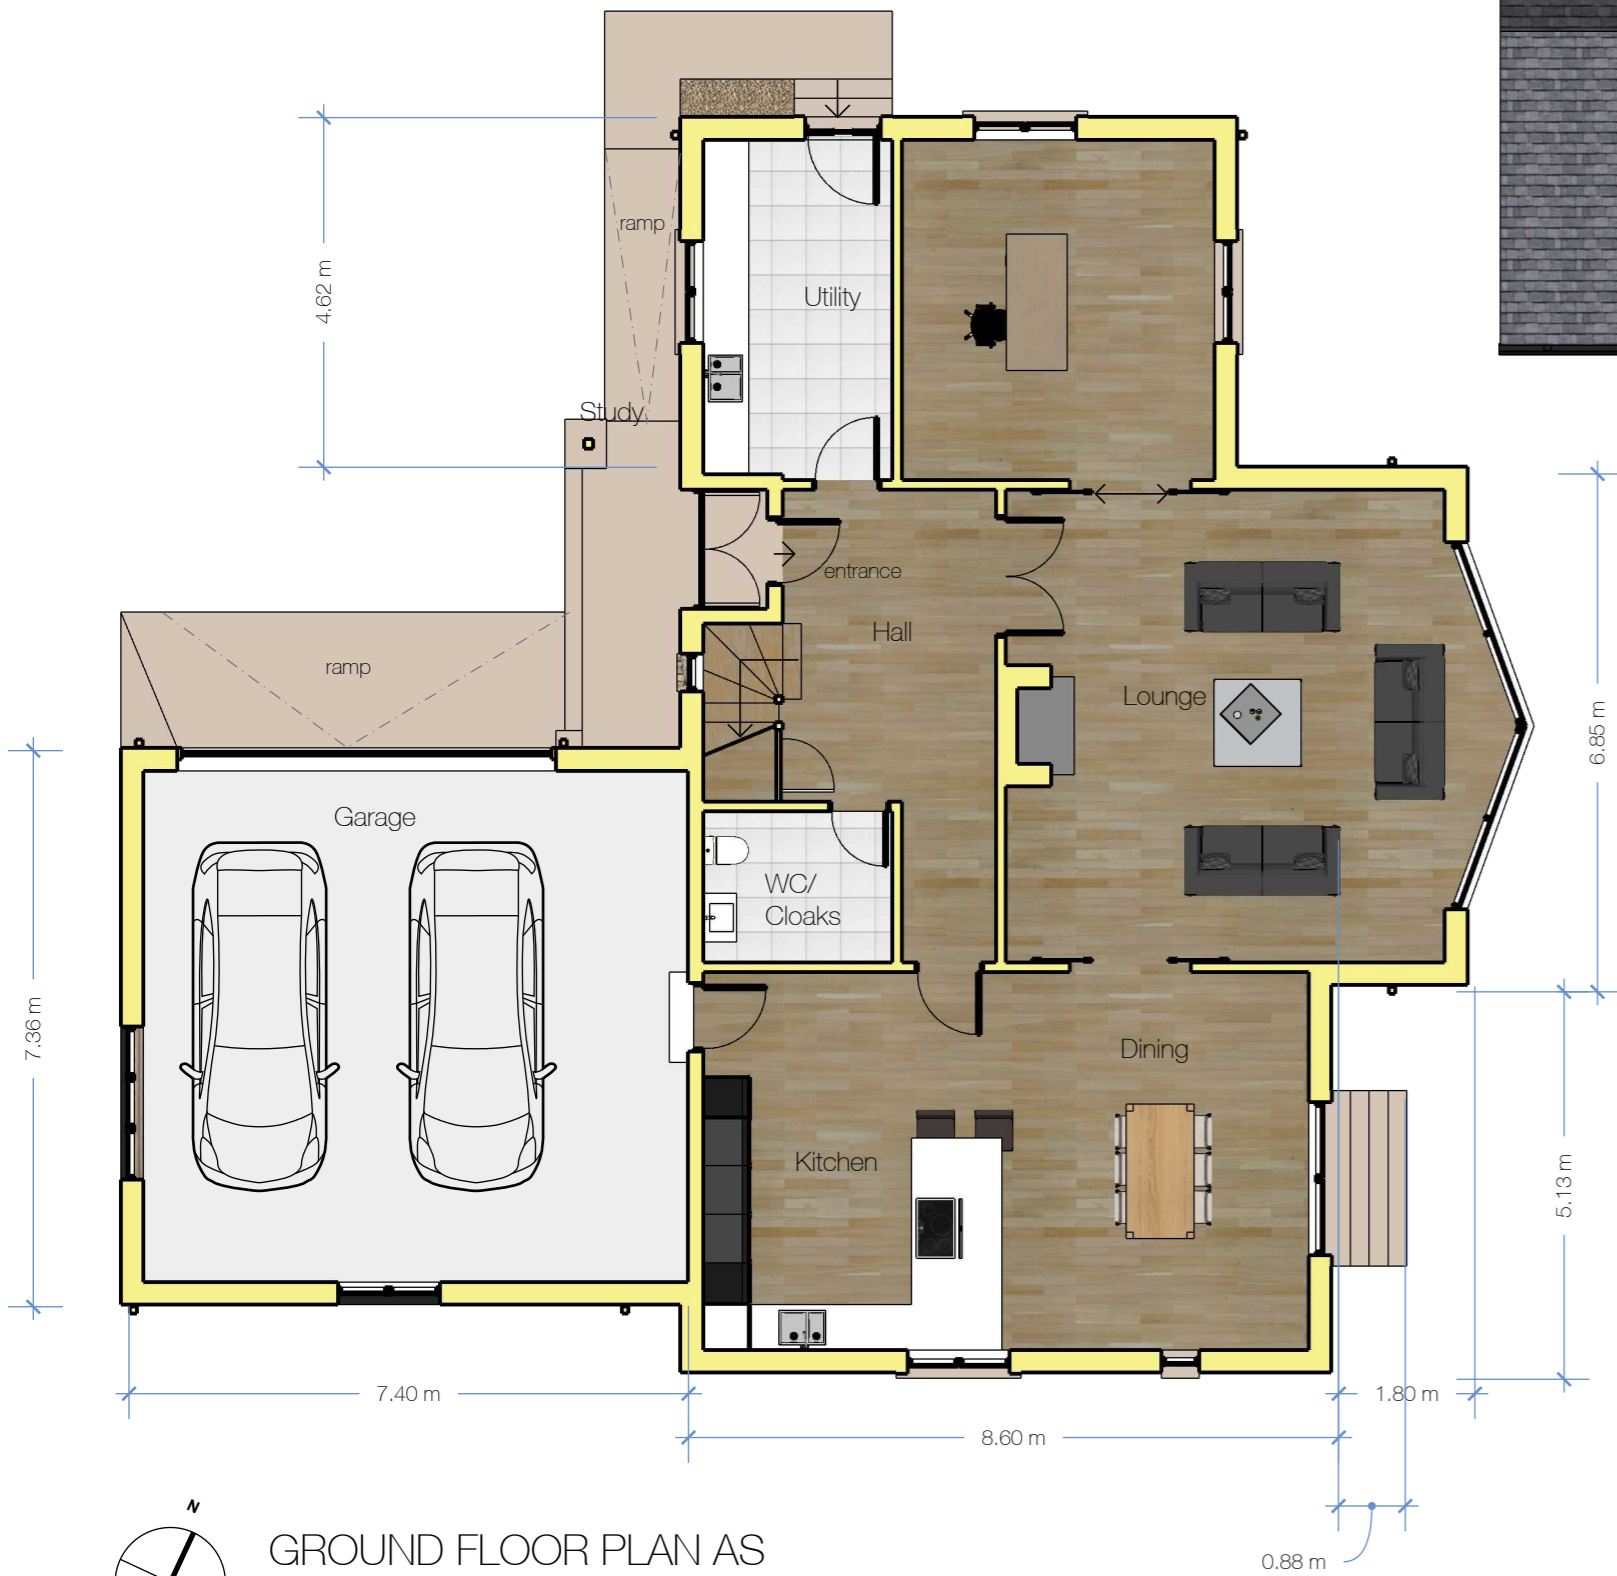 ramp
4.62 m
Utility
Study
entrance
Hall
ramp
Lounge
6.85 m
Garage
WC/
Cloaks
7.36 m
Dining
Kitchen
5.13 m
7.40 m
1.80 m
8.60 m
N
GROUND FLOOR PLAN AS
0.88 m